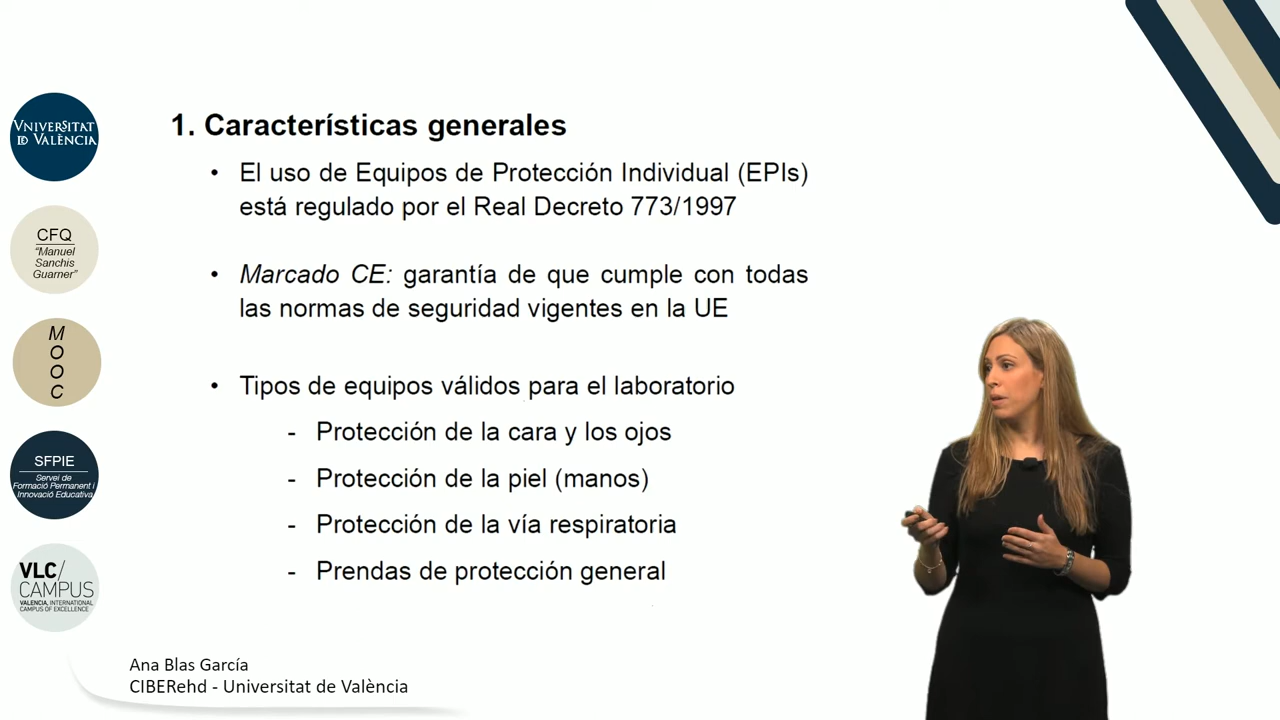 1. Características generales
• El uso de Equipos de Protección Individual (EPIs)
está regulado por el Real Decreto 773/1997
• Marcado CE: garantía de que cumple con todas
las normas de seguridad vigentes en la UE
• Tipos de equipos válidos para el laboratorio
- Protección de la cara y los ojos
- Protección de la piel (manos)
- Protección de la vía respiratoria
- Prendas de protección general
VNIVERSITAT
ID VALÈNCIA
CFQ
“Manuel
Sanchis
Guarner”
M
O
O
C
SFPIE
Servei de
Formació Permanent i
Innovació Educativa
VLC/
CAMPUS
VALENCIA, INTERNATIONAL
CAMPUS OF EXCELLENCE
Ana Blas García
CIBERehd - Universitat de València